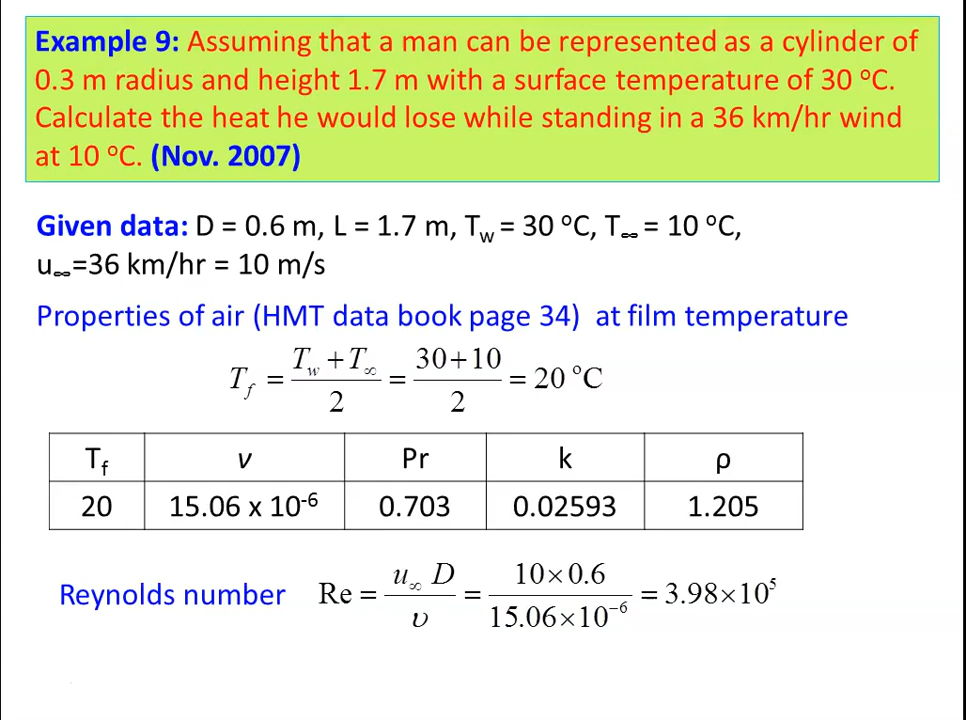 Example 9: Assuming that a man can be represented as a cylinder of
0.3 m radius and height 1.7 m with a surface temperature of 30 ºC.
Calculate the heat he would lose while standing in a 36 km/hr wind
at 10 ºC. (Nov. 2007)
Given data: D = 0.6 m, L = 1.7 m, T_w = 30 ºC, T_∞ = 10 ºC,
u_∞=36 km/hr = 10 m/s
Properties of air (HMT data book page 34) at film temperature
T_f = (T_w + T_∞)/2 = (30+10)/2 = 20 ºC
T_f ν Pr k ρ
20 15.06 x 10^-6 0.703 0.02593 1.205
Reynolds number Re = (u_∞ D)/υ = (10×0.6)/(15.06×10^−6) = 3.98×10^5